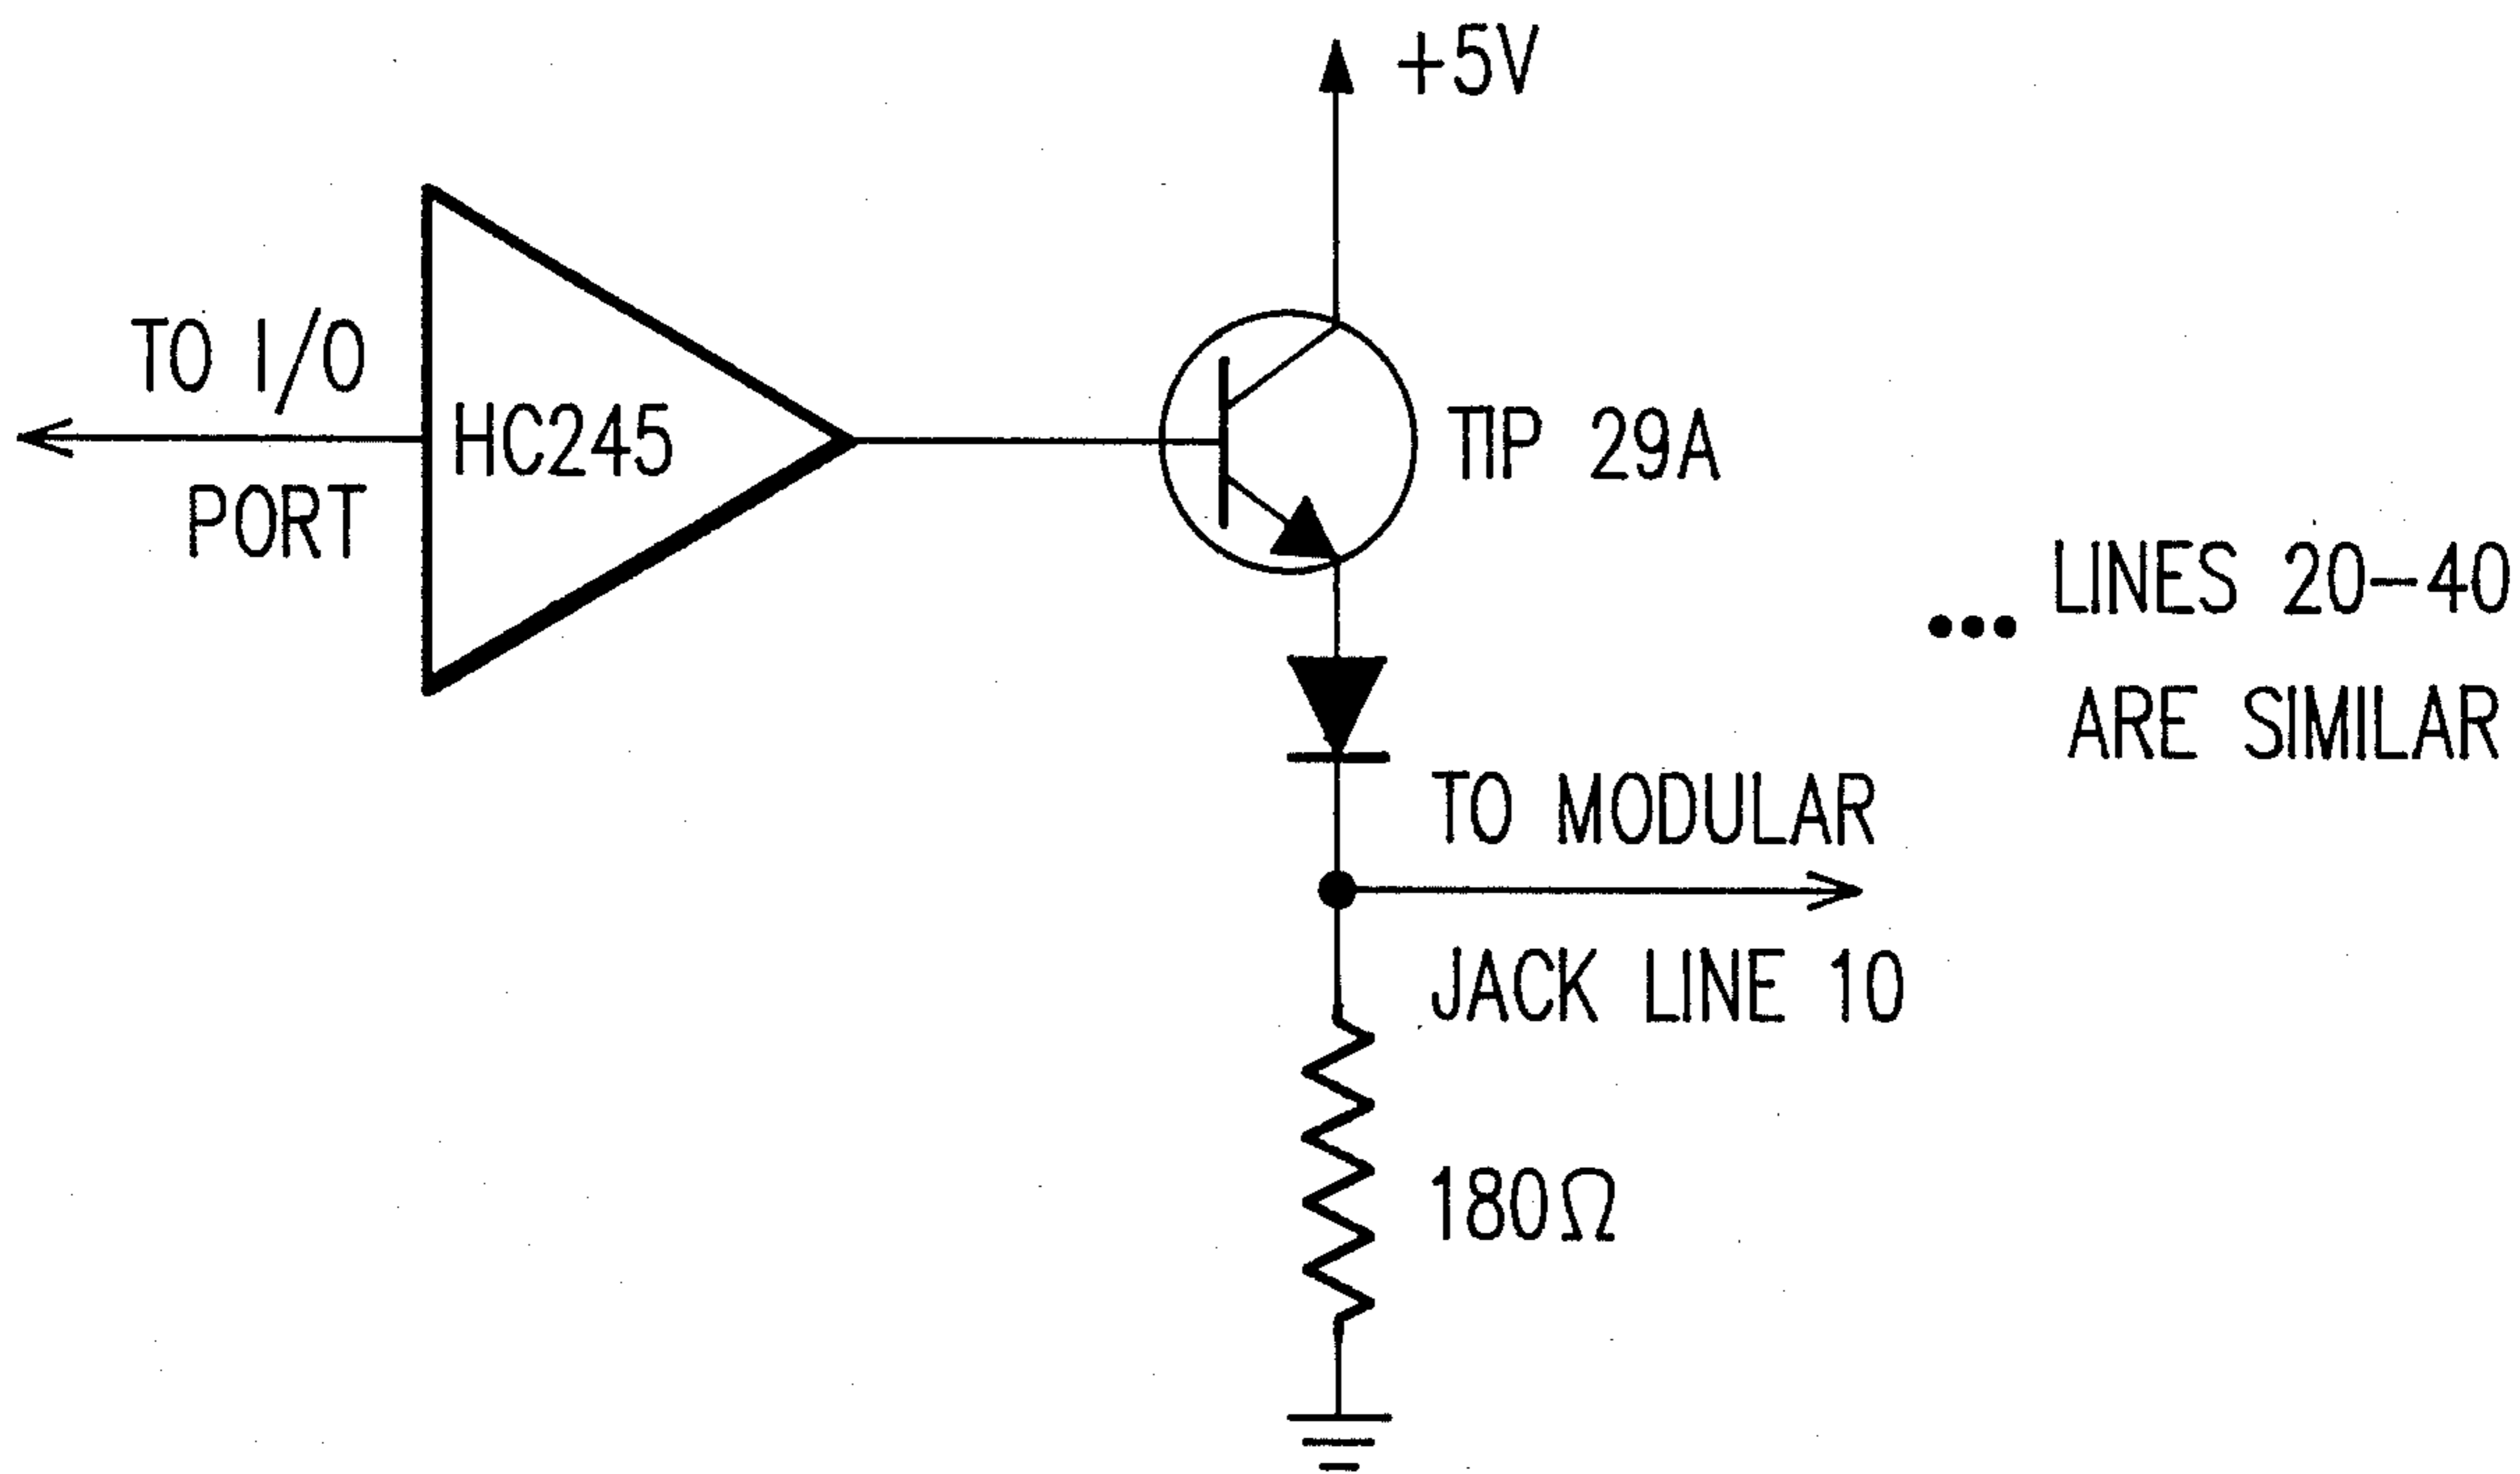 +5V
TO I/O
PORT
HC245
TIP 29A
LINES 20-40
ARE SIMILAR
TO MODULAR
JACK LINE 10
180Ω